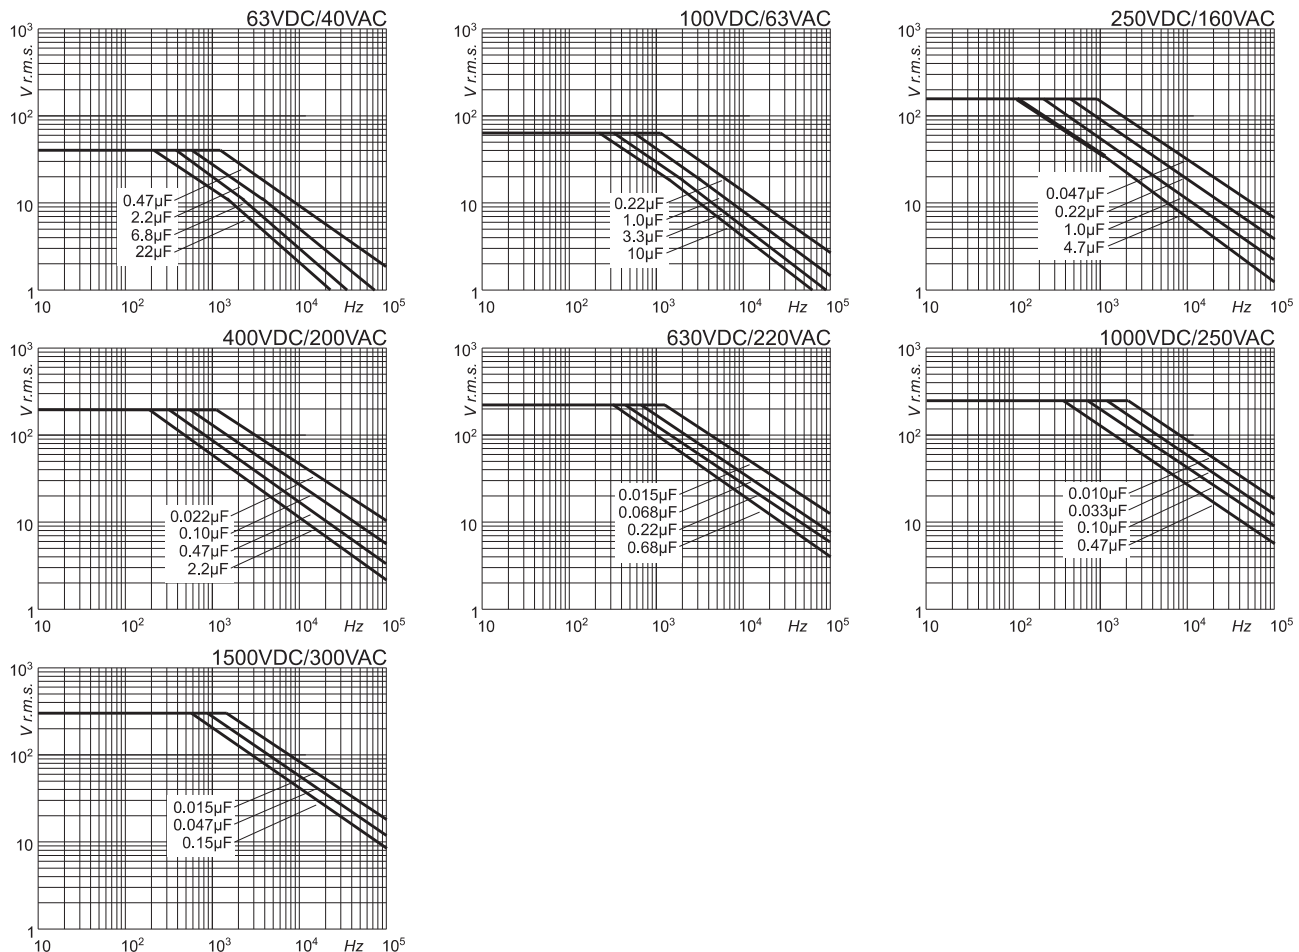 63VDC/40VAC
10³
V r.m.s.
10²
10
1
0.47µF
2.2µF
6.8µF
22µF
10 10² 10³ Hz 10⁴ 10⁵
100VDC/63VAC
10³
V r.m.s.
10²
10
1
0.22µF
1.0µF
3.3µF
10µF
10 10² 10³ 10⁴ Hz 10⁵
250VDC/160VAC
10³
V r.m.s.
10²
10
1
0.047µF
0.22µF
1.0µF
4.7µF
10 10² 10³ 10⁴ Hz 10⁵
400VDC/200VAC
10³
V r.m.s.
10²
10
1
0.022µF
0.10µF
0.47µF
2.2µF
10 10² 10³ 10⁴ Hz 10⁵
630VDC/220VAC
10³
V r.m.s.
10²
10
1
0.015µF
0.068µF
0.22µF
0.68µF
10 10² 10³ 10⁴ Hz 10⁵
1000VDC/250VAC
10³
V r.m.s.
10²
10
1
0.010µF
0.033µF
0.10µF
0.47µF
10 10² 10³ 10⁴ Hz 10⁵
1500VDC/300VAC
10³
V r.m.s.
10²
10
1
0.015µF
0.047µF
0.15µF
10 10² 10³ 10⁴ Hz 10⁵